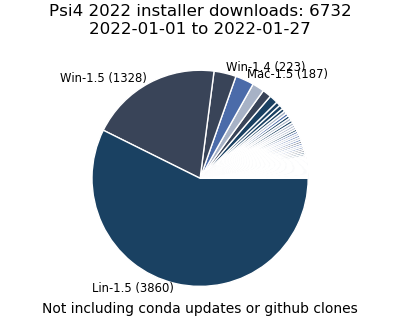 Psi4 2022 installer downloads: 6732
2022-01-01 to 2022-01-27
Win-1.4 (223)
Mac-1.5 (187)
Win-1.5 (1328)
Lin-1.5 (3860)
Not including conda updates or github clones